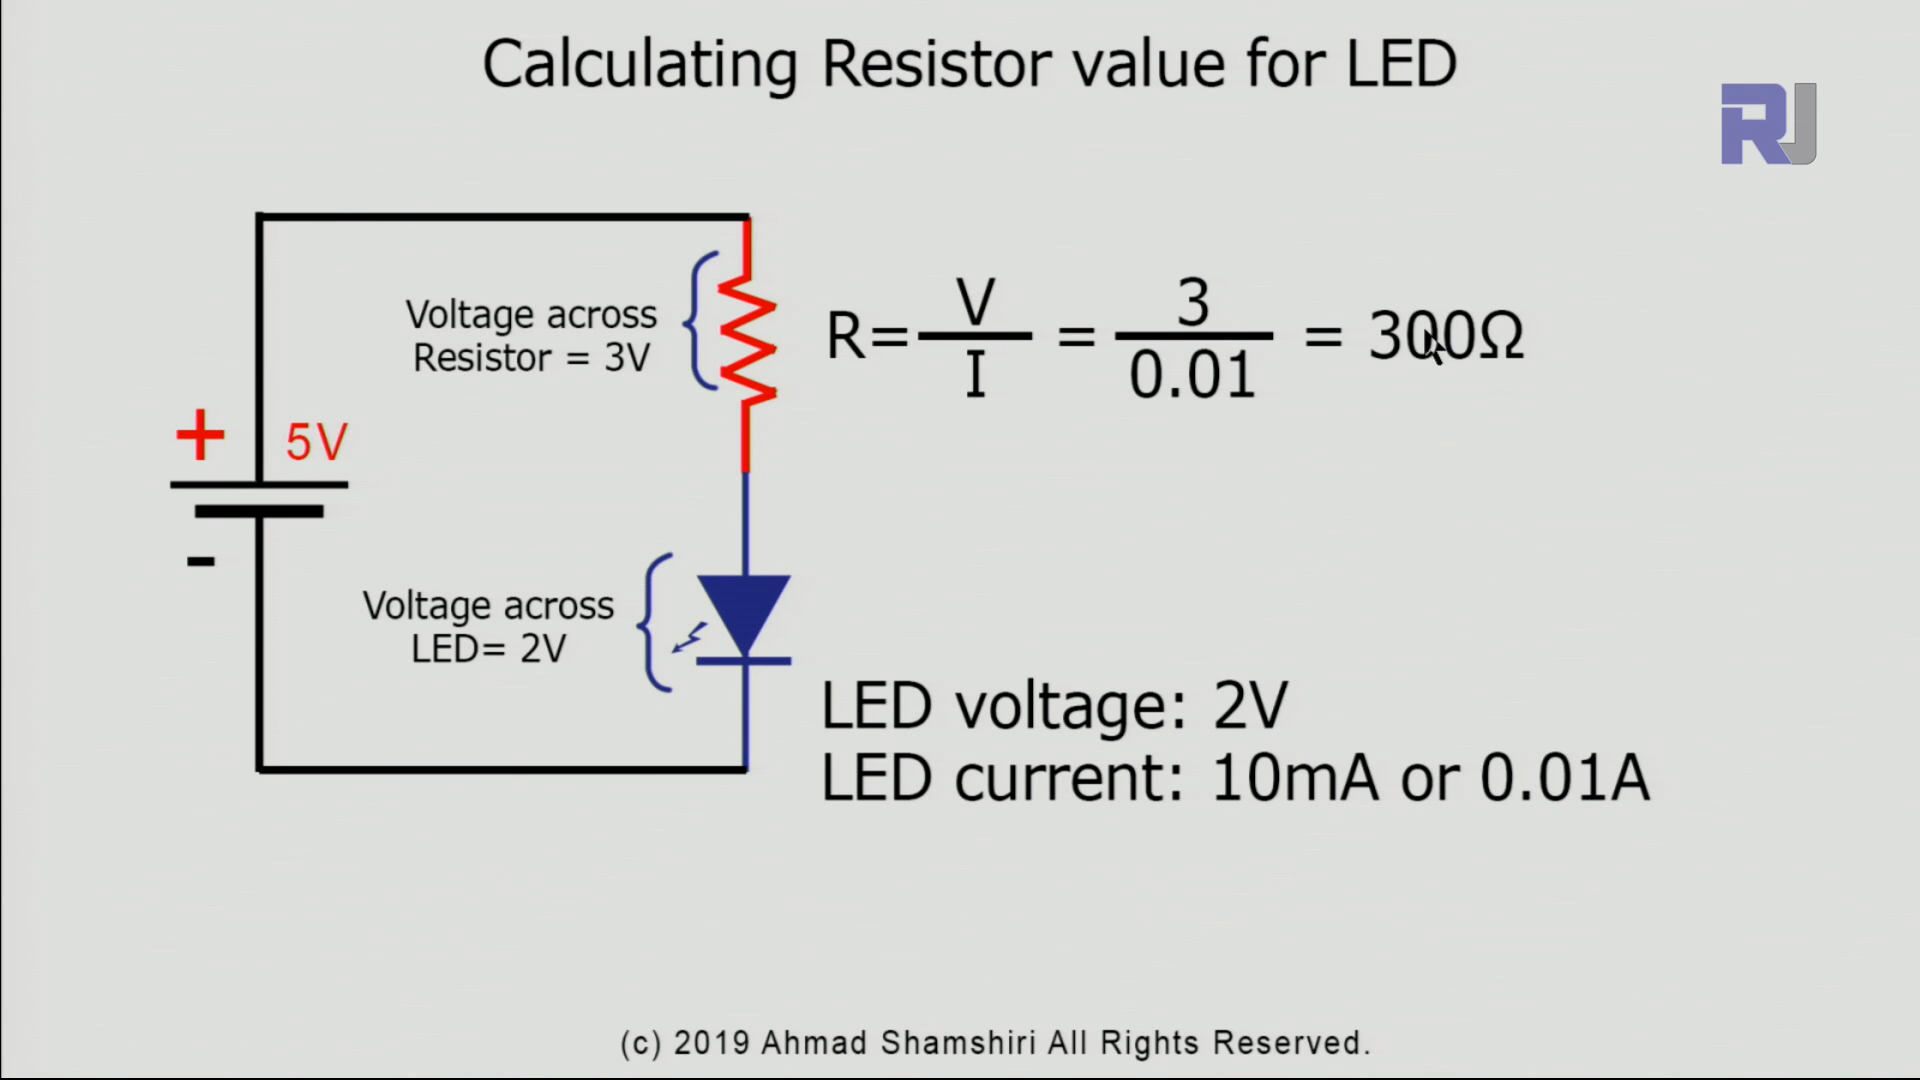 Calculating Resistor value for LED
RJ
Voltage across
Resistor = 3V
R= V/I = 3/0.01 = 300Ω
+ 5V
-
Voltage across
LED= 2V
LED voltage: 2V
LED current: 10mA or 0.01A
(c) 2019 Ahmad Shamshiri All Rights Reserved.